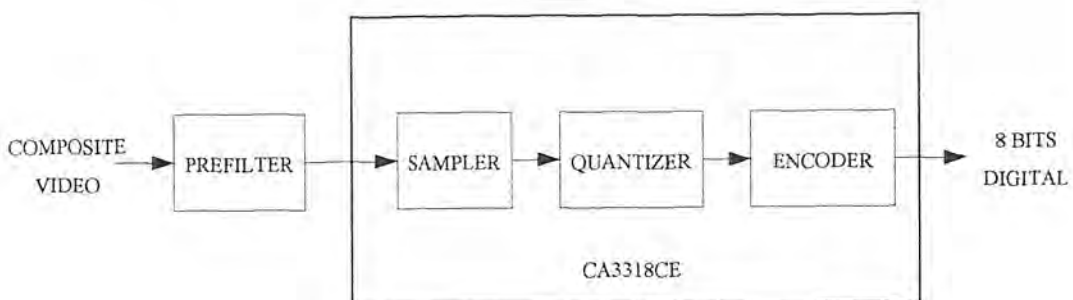 COMPOSITE
VIDEO
PREFILTER
SAMPLER
QUANTIZER
ENCODER
8 BITS
DIGITAL
CA3318CE